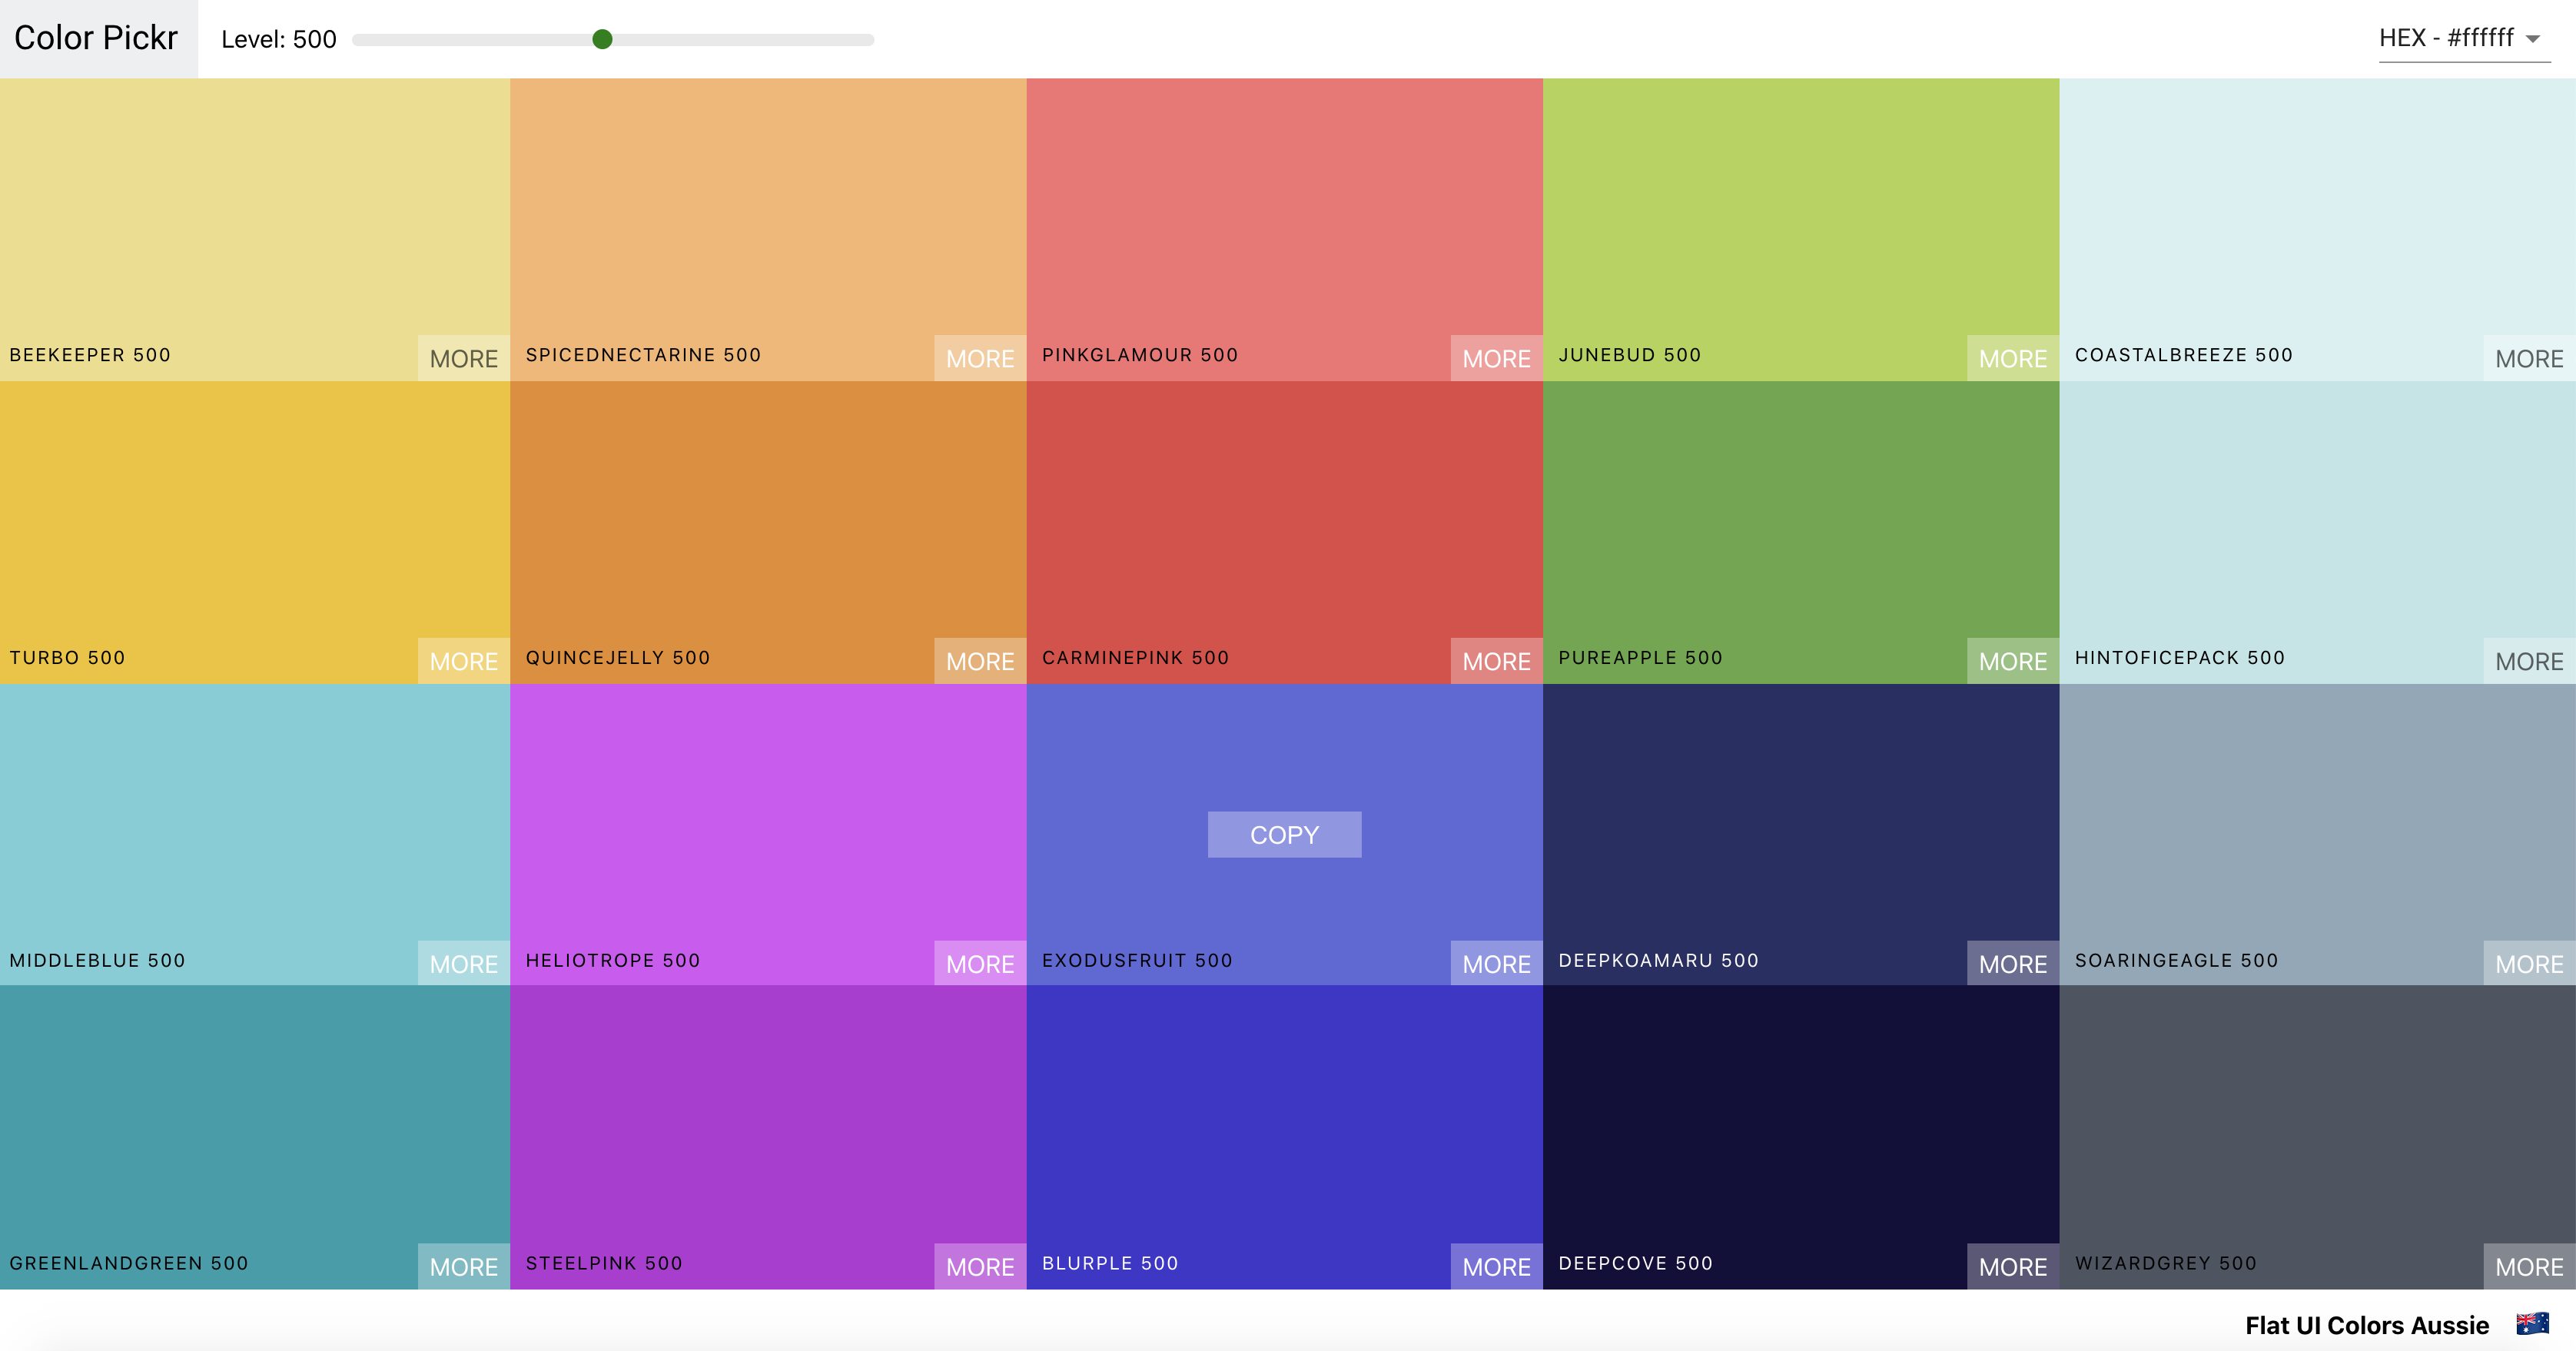 Color Pickr
Level: 500
HEX - #ffffff
BEEKEEPER 500
MORE
SPICEDNECTARINE 500
MORE
PINKGLAMOUR 500
MORE
JUNEBUD 500
MORE
COASTALBREEZE 500
MORE
TURBO 500
MORE
QUINCEJELLY 500
MORE
CARMINEPINK 500
MORE
PUREAPPLE 500
MORE
HINTOFICEPACK 500
MORE
MIDDLEBLUE 500
MORE
HELIOTROPE 500
MORE
COPY
EXODUSFRUIT 500
MORE
DEEPKOAMARU 500
MORE
SOARINGEAGLE 500
MORE
GREENLANDGREEN 500
MORE
STEELPINK 500
MORE
BLURPLE 500
MORE
DEEPCOVE 500
MORE
WIZARDGREY 500
MORE
Flat UI Colors Aussie